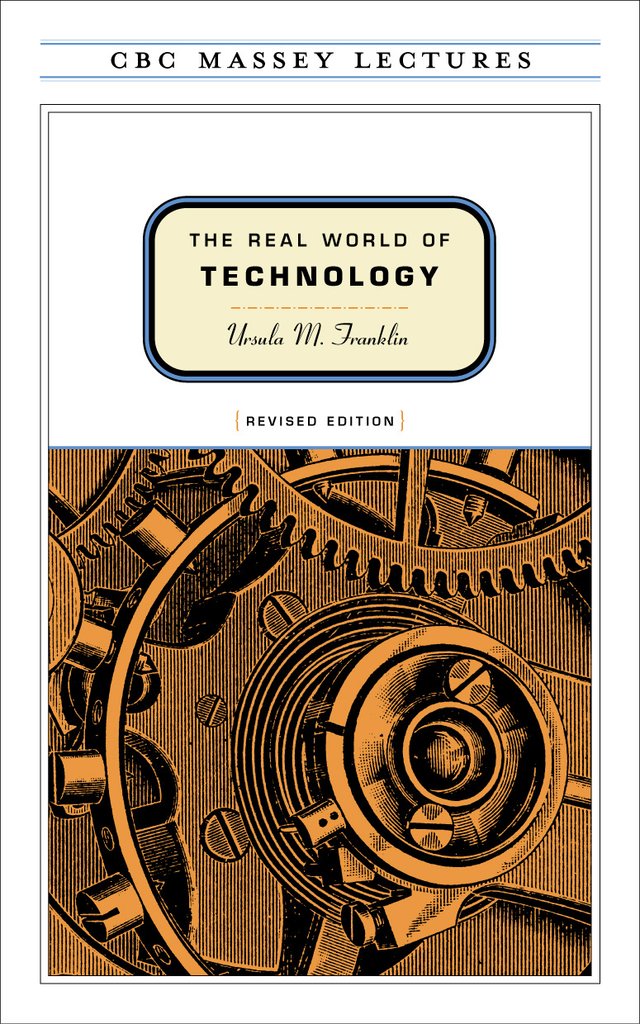 CBC MASSEY LECTURES
THE REAL WORLD OF
TECHNOLOGY
Ursula M. Franklin
{REVISED EDITION}